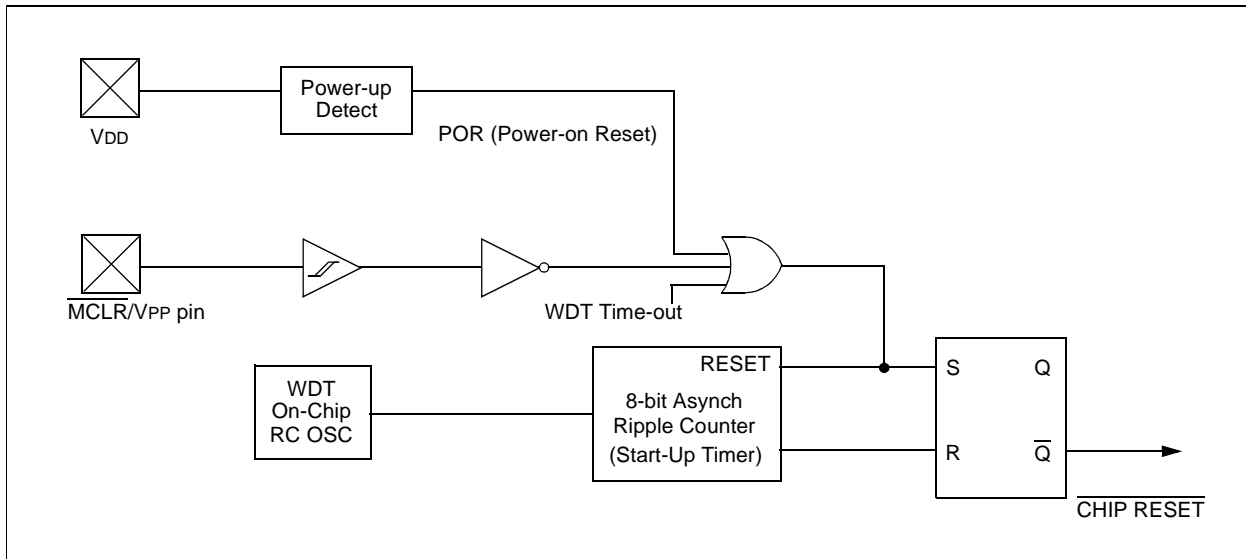 Power-up
Detect
VDD
POR (Power-on Reset)
MCLR/VPP pin
WDT Time-out
RESET
WDT
On-Chip
RC OSC
8-bit Asynch
Ripple Counter
(Start-Up Timer)
S Q
R Q
CHIP RESET